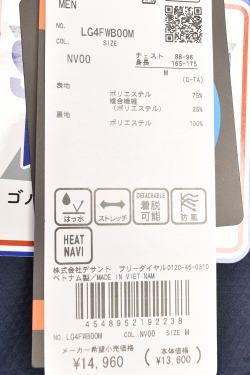 MEN
NO. LG4FWB00M
COL. SIZE
NV00 チェスト 88-96
身長 165-175
M
(G-TA)
表地
ポリエステル 75%
複合繊維
(ポリエステル) 25%
裏地
ポリエステル 100%
はっ水
ストレッチ
DETACHABLE
着脱
可能
防風
HEAT
NAVI
株式会社デサント フリーダイヤル0120-46-0310
ベトナム製/MADE IN VIET NAM
4548952192238
NO. LG4FWB00M COL. NV00 SIZE M
メーカー希望小売価格 (本体価格)
¥14,960 (¥13,600)
ゴル